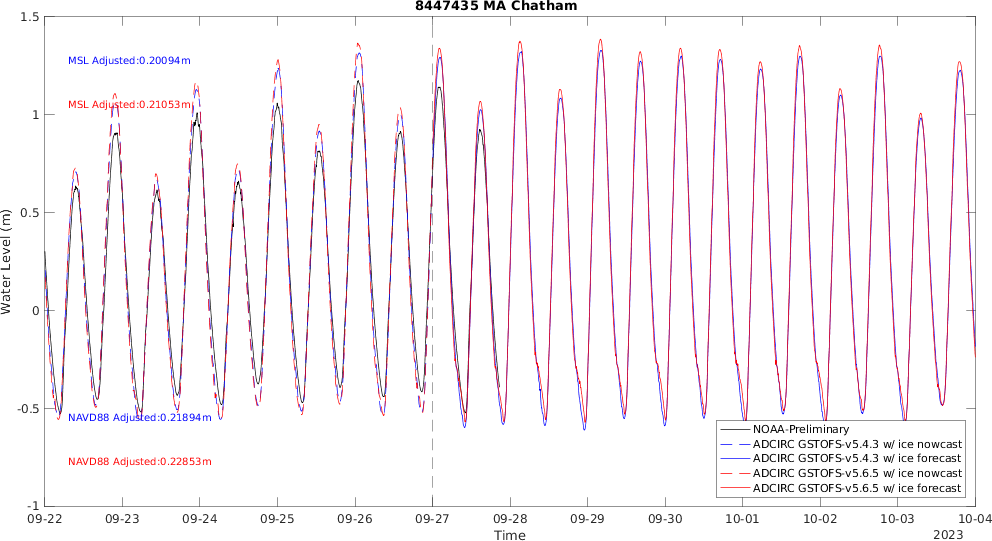 8447435 MA Chatham
1.5
1
0.5
0
-0.5
-1
Water Level (m)
MSL Adjusted:0.20094m
MSL Adjusted:0.21053m
NAVD88 Adjusted:0.21894m
NAVD88 Adjusted:0.22853m
NOAA-Preliminary
ADCIRC GSTOFS-v5.4.3 w/ ice nowcast
ADCIRC GSTOFS-v5.4.3 w/ ice forecast
ADCIRC GSTOFS-v5.6.5 w/ ice nowcast
ADCIRC GSTOFS-v5.6.5 w/ ice forecast
09-22 09-23 09-24 09-25 09-26 09-27 09-28 09-29 09-30 10-01 10-02 10-03 10-04
Time
2023